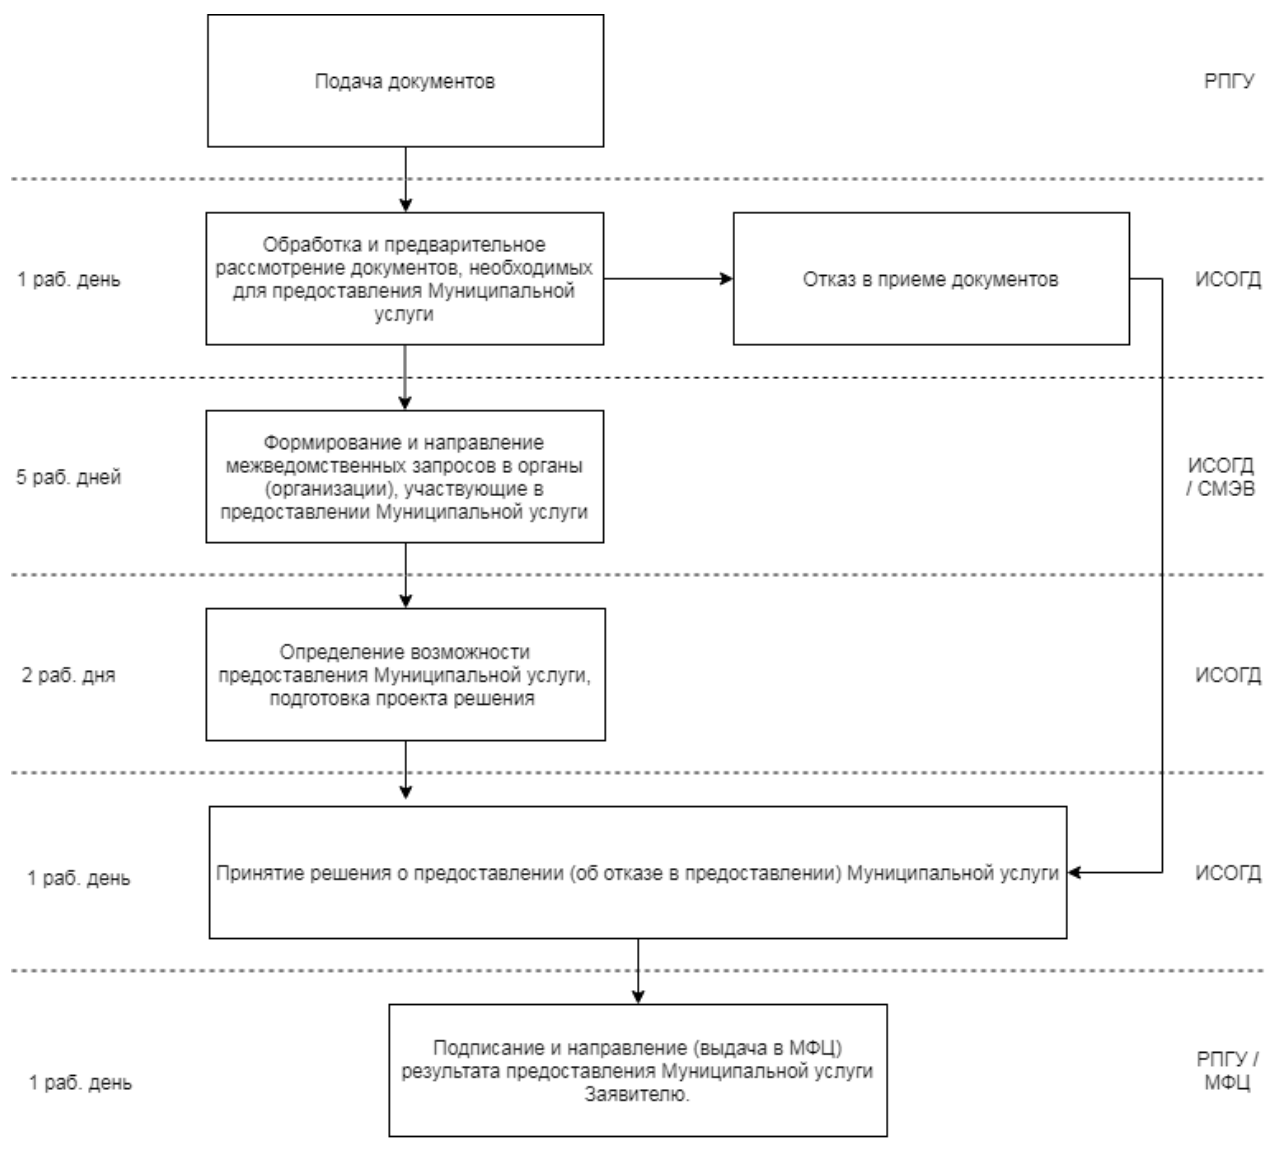 Подача документов
РПГУ
1 раб. день
Обработка и предварительное
рассмотрение документов, необходимых
для предоставления Муниципальной
услуги
Отказ в приеме документов
ИСОГД
5 раб. дней
Формирование и направление
межведомственных запросов в органы
(организации), участвующие в
предоставлении Муниципальной услуги
ИСОГД
/ СМЭВ
2 раб. дня
Определение возможности
предоставления Муниципальной услуги,
подготовка проекта решения
ИСОГД
1 раб. день
Принятие решения о предоставлении (об отказе в предоставлении) Муниципальной услуги
ИСОГД
1 раб. день
Подписание и направление (выдача в МФЦ)
результата предоставления Муниципальной услуги
Заявителю.
РПГУ /
МФЦ